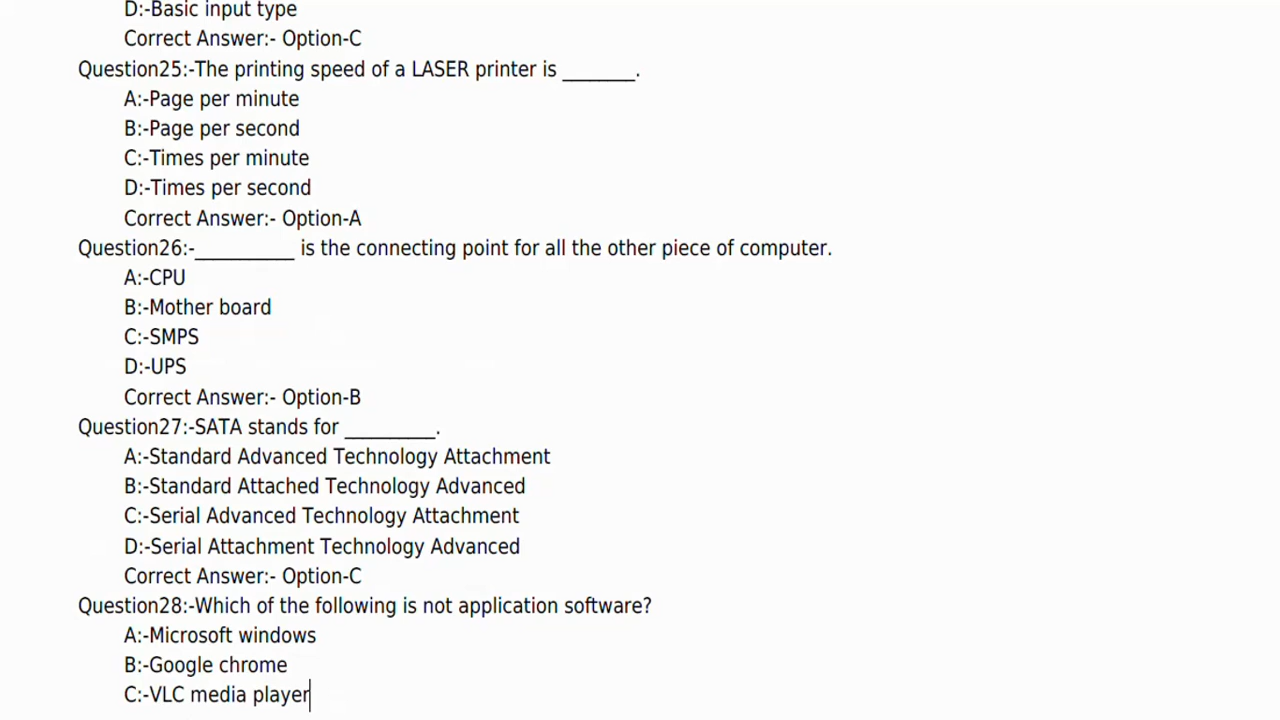 D:-Basic input type
Correct Answer:- Option-C
Question25:-The printing speed of a LASER printer is ________.
A:-Page per minute
B:-Page per second
C:-Times per minute
D:-Times per second
Correct Answer:- Option-A
Question26:-___________ is the connecting point for all the other piece of computer.
A:-CPU
B:-Mother board
C:-SMPS
D:-UPS
Correct Answer:- Option-B
Question27:-SATA stands for __________.
A:-Standard Advanced Technology Attachment
B:-Standard Attached Technology Advanced
C:-Serial Advanced Technology Attachment
D:-Serial Attachment Technology Advanced
Correct Answer:- Option-C
Question28:-Which of the following is not application software?
A:-Microsoft windows
B:-Google chrome
C:-VLC media player